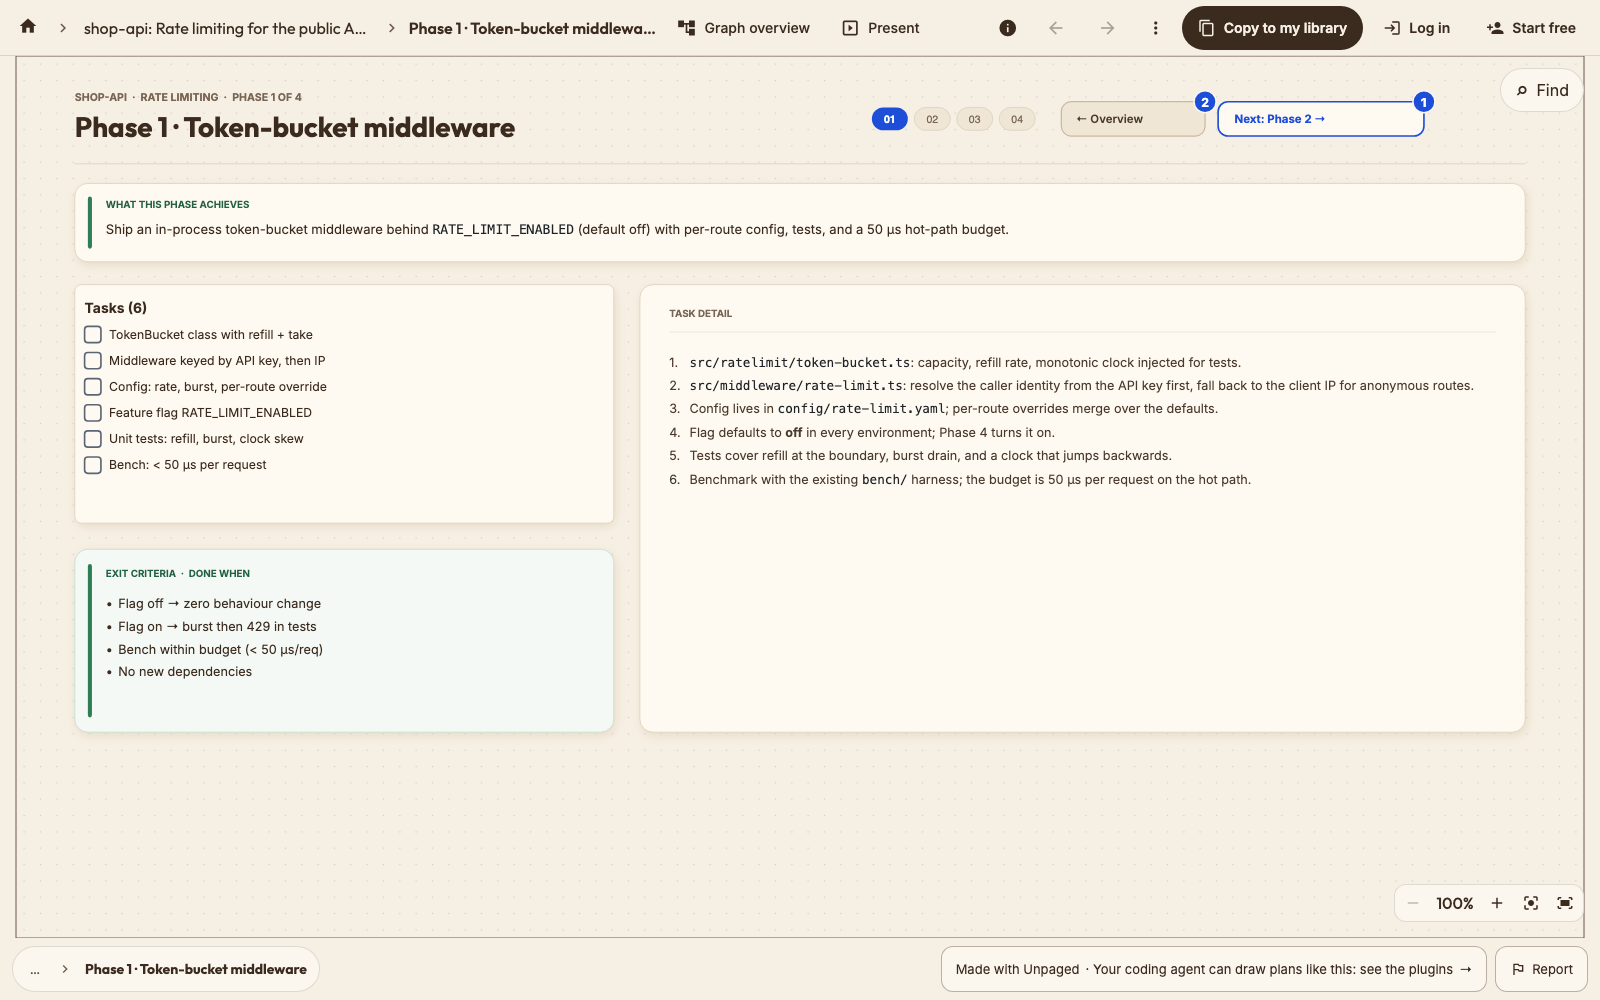 shop-api: Rate limiting for the public A...
Phase 1 · Token-bucket middlewa...
Graph overview
Present
Copy to my library
Log in
Start free
Find
SHOP-API · RATE LIMITING · PHASE 1 OF 4
Phase 1 · Token-bucket middleware
01
02
03
04
← Overview
2
Next: Phase 2 →
1
WHAT THIS PHASE ACHIEVES
Ship an in-process token-bucket middleware behind RATE_LIMIT_ENABLED (default off) with per-route config, tests, and a 50 µs hot-path budget.
Tasks (6)
TokenBucket class with refill + take
Middleware keyed by API key, then IP
Config: rate, burst, per-route override
Feature flag RATE_LIMIT_ENABLED
Unit tests: refill, burst, clock skew
Bench: < 50 µs per request
EXIT CRITERIA · DONE WHEN
• Flag off → zero behaviour change
• Flag on → burst then 429 in tests
• Bench within budget (< 50 µs/req)
• No new dependencies
TASK DETAIL
1. src/ratelimit/token-bucket.ts: capacity, refill rate, monotonic clock injected for tests.
2. src/middleware/rate-limit.ts: resolve the caller identity from the API key first, fall back to the client IP for anonymous routes.
3. Config lives in config/rate-limit.yaml; per-route overrides merge over the defaults.
4. Flag defaults to off in every environment; Phase 4 turns it on.
5. Tests cover refill at the boundary, burst drain, and a clock that jumps backwards.
6. Benchmark with the existing bench/ harness; the budget is 50 µs per request on the hot path.
100%
...
Phase 1 · Token-bucket middleware
Made with Unpaged · Your coding agent can draw plans like this: see the plugins →
Report